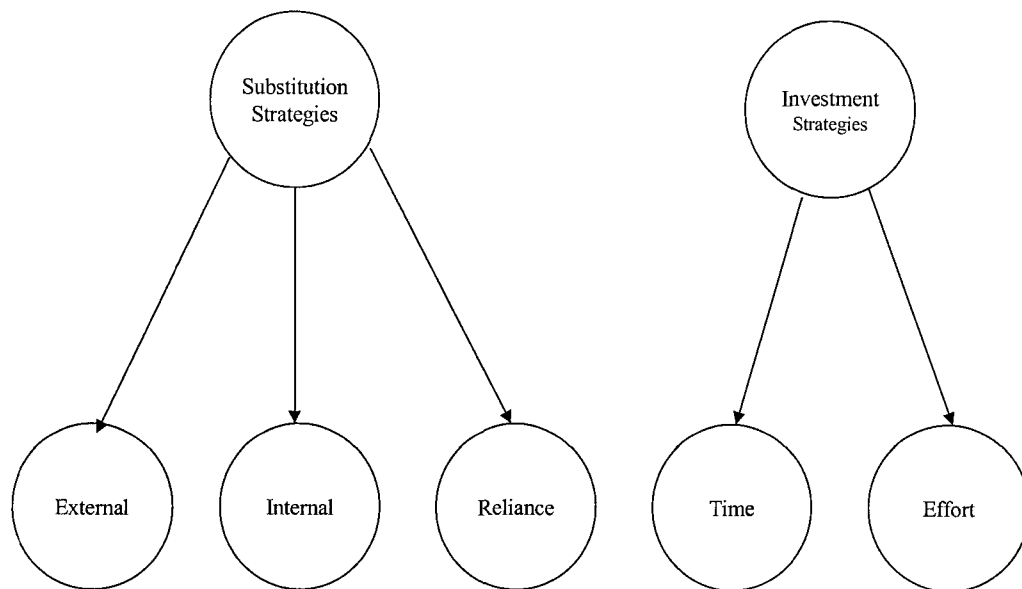 Substitution
Strategies
Investment
Strategies
External
Internal
Reliance
Time
Effort